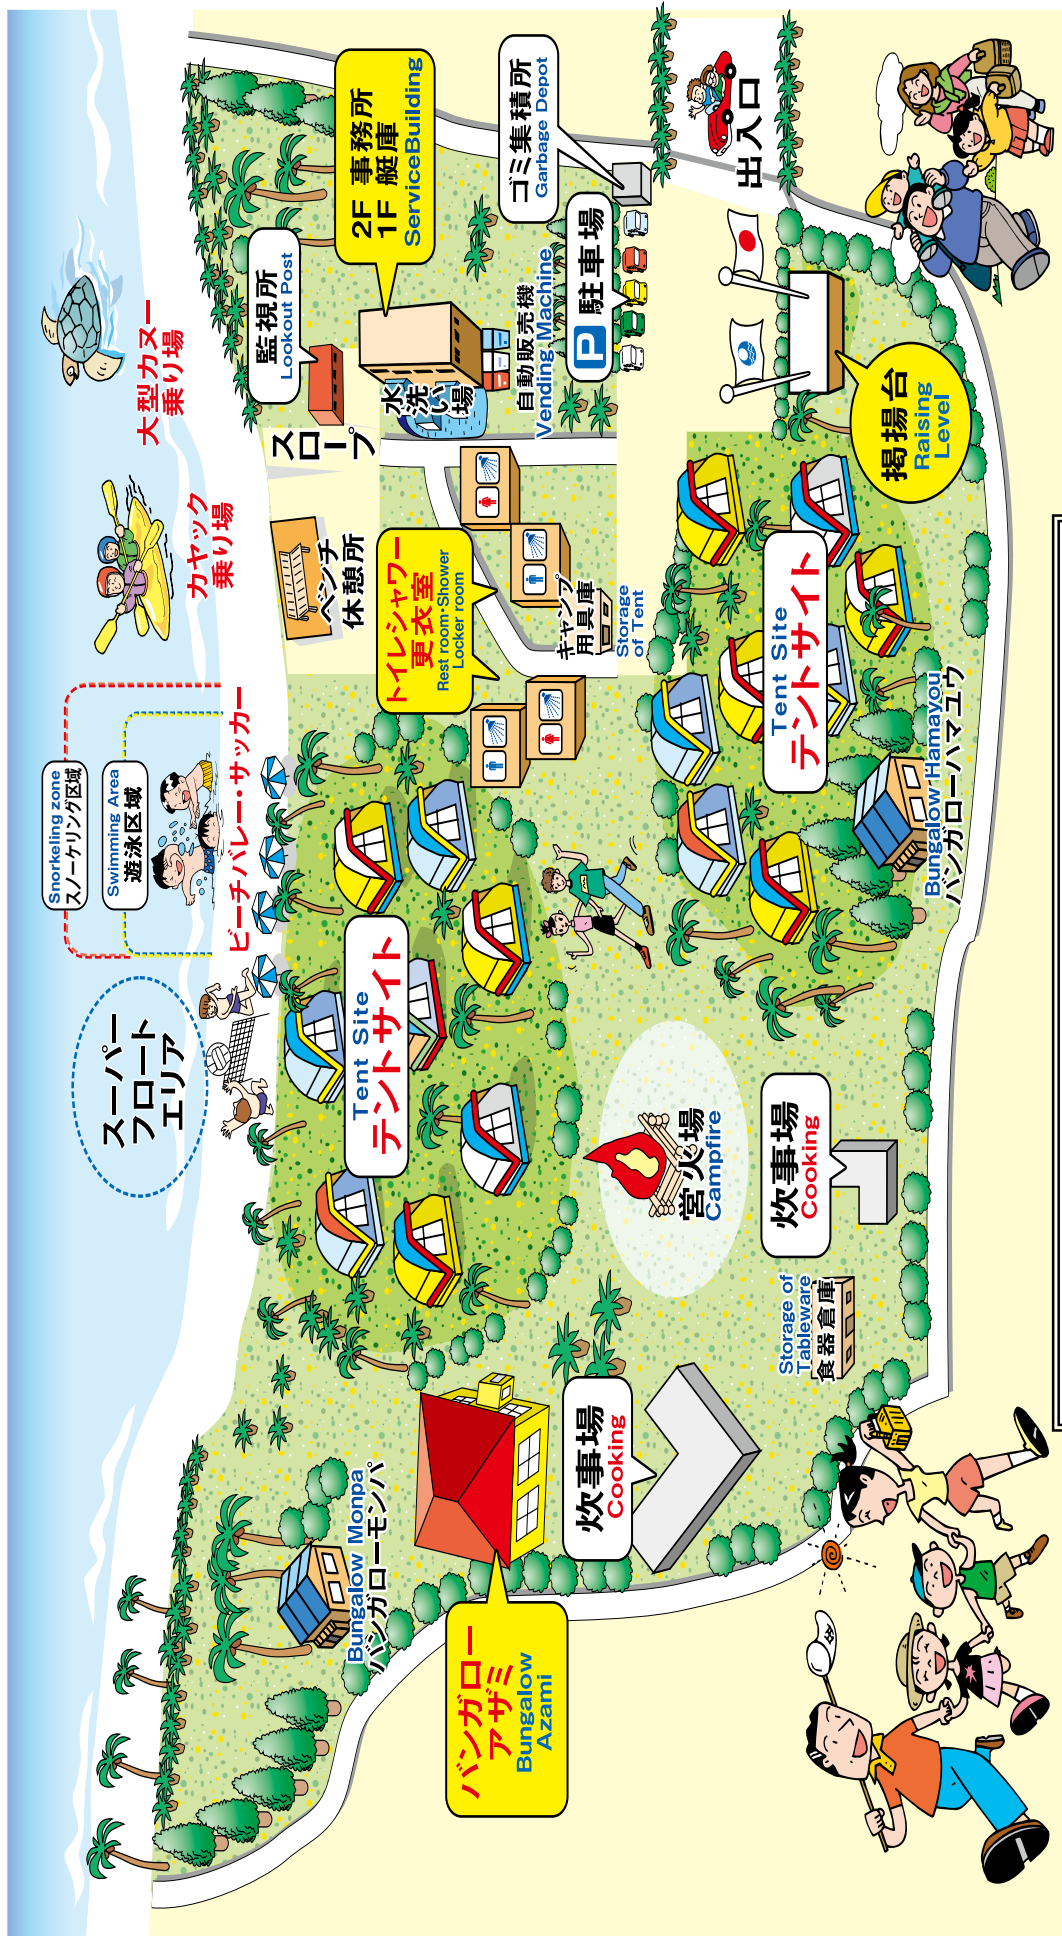 スーパー
フロート
エリア
Snorkeling zone
スノーケリング区域
Swimming Area
遊泳区域
ビーチバレー・サッカー
カヤック
乗り場
大型カヌー
乗り場
ベンチ
休憩所
スロープ
監視所
Lookout Post
2F 事務所
1F 艇庫
ServiceBuilding
水洗い場
ゴミ集積所
Garbage Depot
自動販売機
Vending Machine
P 駐車場
出入口
掲揚台
Raising
Level
トイレシャワー
更衣室
Rest room・Shower
Locker room
キャンプ
用具庫
Storage
of Tent
Tent Site
テントサイト
Tent Site
テントサイト
Bungalow Hamayou
バンガローハマユウ
営火場
Campfire
炊事場
Cooking
Storage of
Tableware
食器倉庫
炊事場
Cooking
Bungalow Monpa
バンガローモンパ
バンガロー
アザミ
Bungalow
Azami